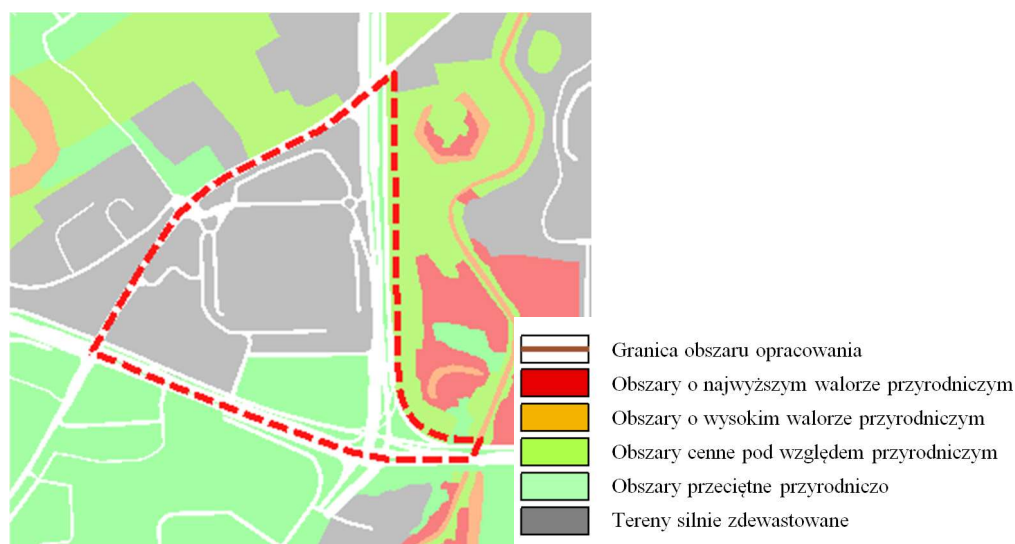 Granica obszaru opracowania
Obszary o najwyższym walorze przyrodniczym
Obszary o wysokim walorze przyrodniczym
Obszary cenne pod względem przyrodniczym
Obszary przeciętne przyrodniczo
Tereny silnie zdewastowane